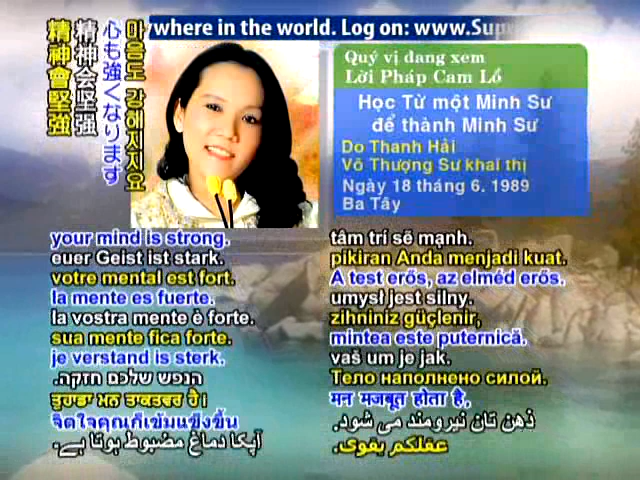 ywhere in the world. Log on: www.Sup
Quý vị đang xem
Lời Pháp Cam Lồ
Học Từ một Minh Sư
để thành Minh Sư
Do Thanh Hải
Vô Thượng Sư khai thị
Ngày 18 tháng 6. 1989
Ba Tây
精神會堅強
精神会坚强
心も強くなります
마음도 강해지지요
your mind is strong.
euer Geist ist stark.
votre mental est fort.
la mente es fuerte.
la vostra mente è forte.
sua mente fica forte.
je verstand is sterk.
הנפש שלכם חזקה.
ਤੁਹਾਡਾ ਮਨ ਤਾਕਤਵਰ ਹੈ।
จิตใจคุณก็เข้มแข็งขึ้น
آپکا دماغ مضبوط ہوتا ہے.
tâm trí sẽ mạnh.
pikiran Anda menjadi kuat.
A test erős, az elméd erős.
umysł jest silny.
zihniniz güçlenir,
mintea este puternică.
vaš um je jak.
Тело наполнено силой.
मन मजबूत होता है,
ذهن تان نیرومند می شود.
عقلكم يقوى.